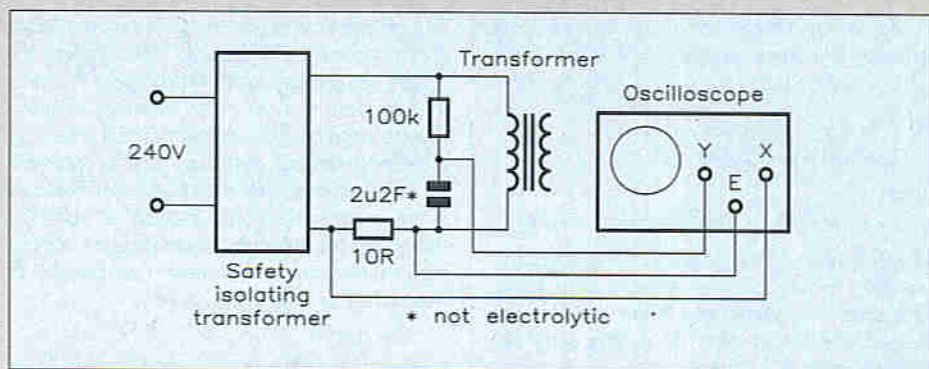 Transformer
Oscilloscope
100k
240V
Y
X
E
2u2F*
10R
Safety
isolating
transformer
* not electrolytic